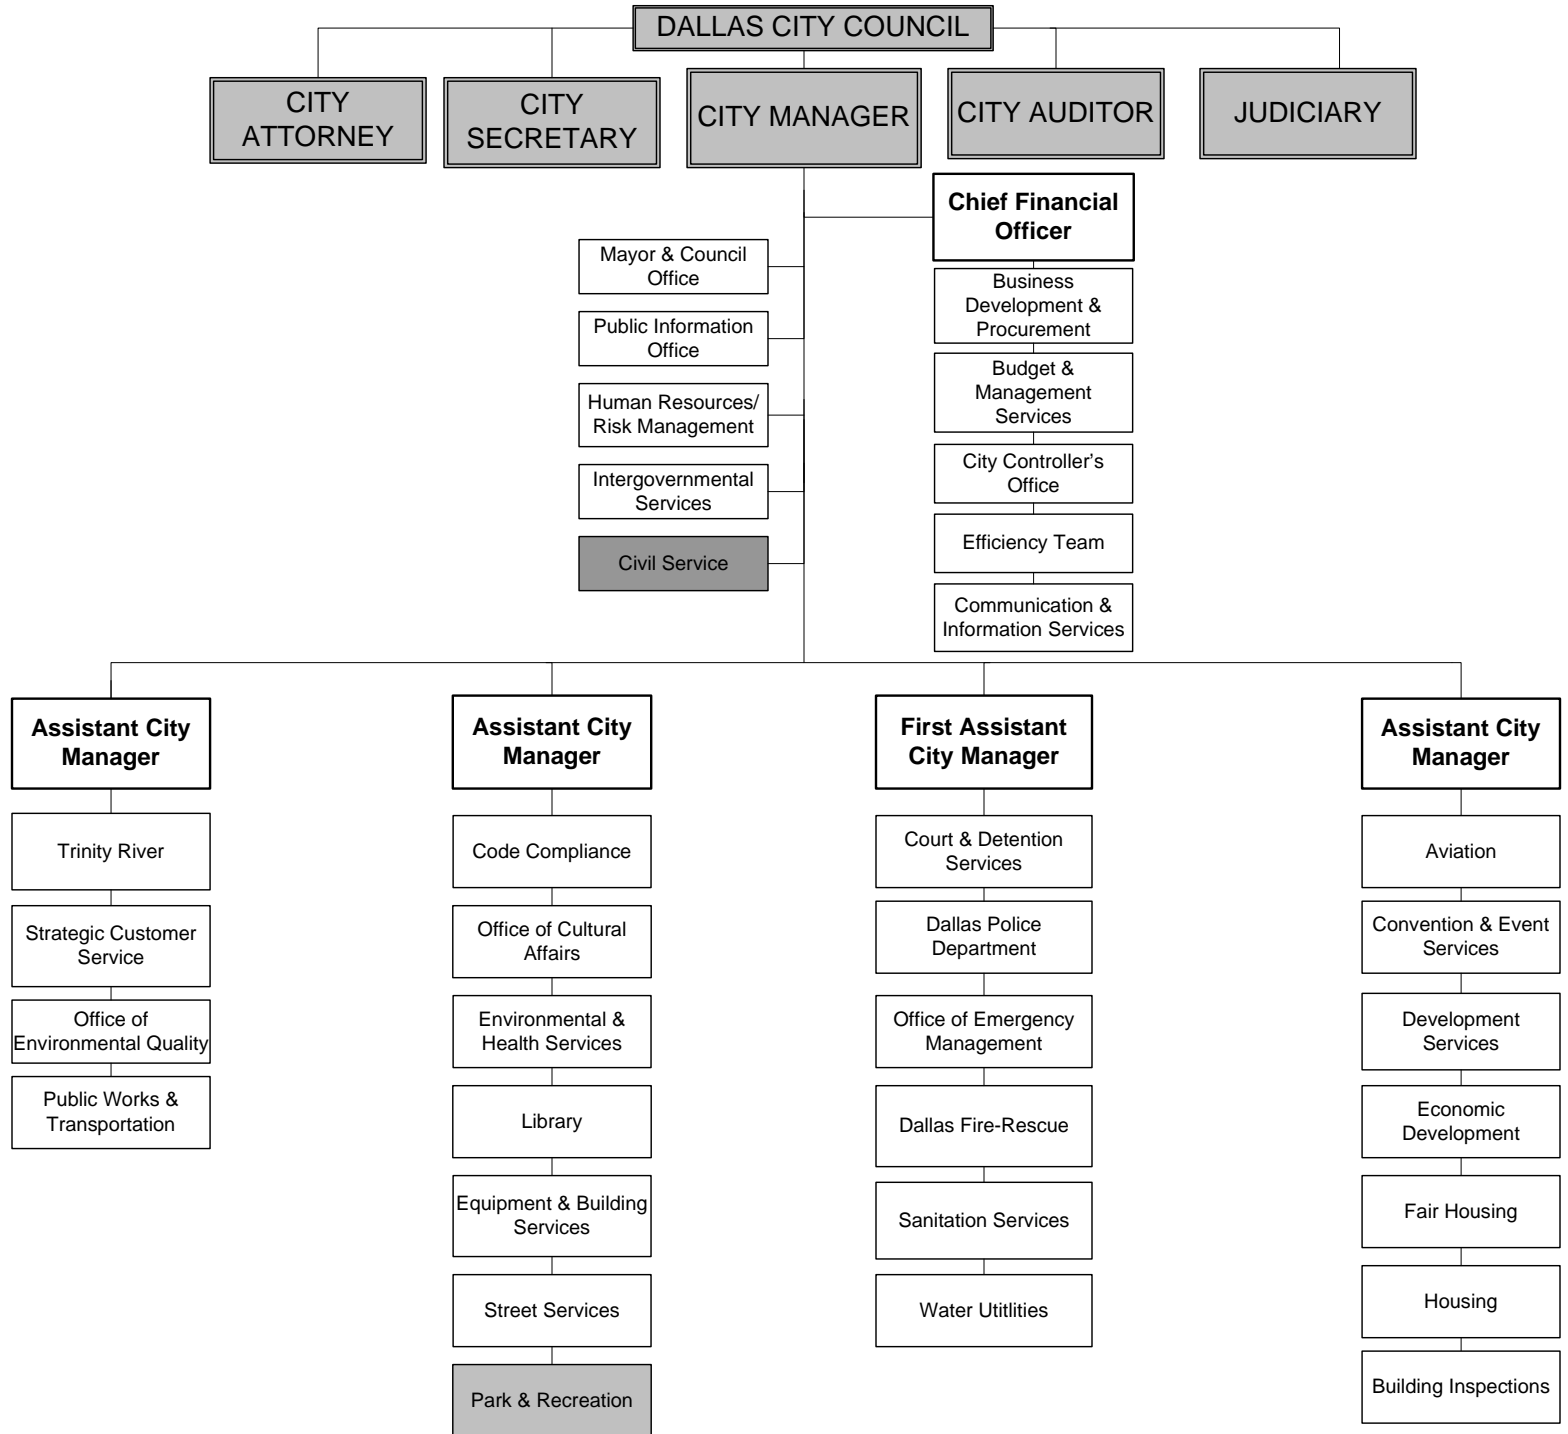 DALLAS CITY COUNCIL
CITY
ATTORNEY
CITY
SECRETARY
CITY MANAGER
CITY AUDITOR
JUDICIARY
Chief Financial
Officer
Mayor & Council
Office
Public Information
Office
Human Resources/
Risk Management
Intergovernmental
Services
Civil Service
Business
Development &
Procurement
Budget &
Management
Services
City Controller's
Office
Efficiency Team
Communication &
Information Services
Assistant City
Manager
Trinity River
Strategic Customer
Service
Office of
Environmental Quality
Public Works &
Transportation
Assistant City
Manager
Code Compliance
Office of Cultural
Affairs
Environmental &
Health Services
Library
Equipment & Building
Services
Street Services
Park & Recreation
First Assistant
City Manager
Court & Detention
Services
Dallas Police
Department
Office of Emergency
Management
Dallas Fire-Rescue
Sanitation Services
Water Utitlities
Assistant City
Manager
Aviation
Convention & Event
Services
Development
Services
Economic
Development
Fair Housing
Housing
Building Inspections